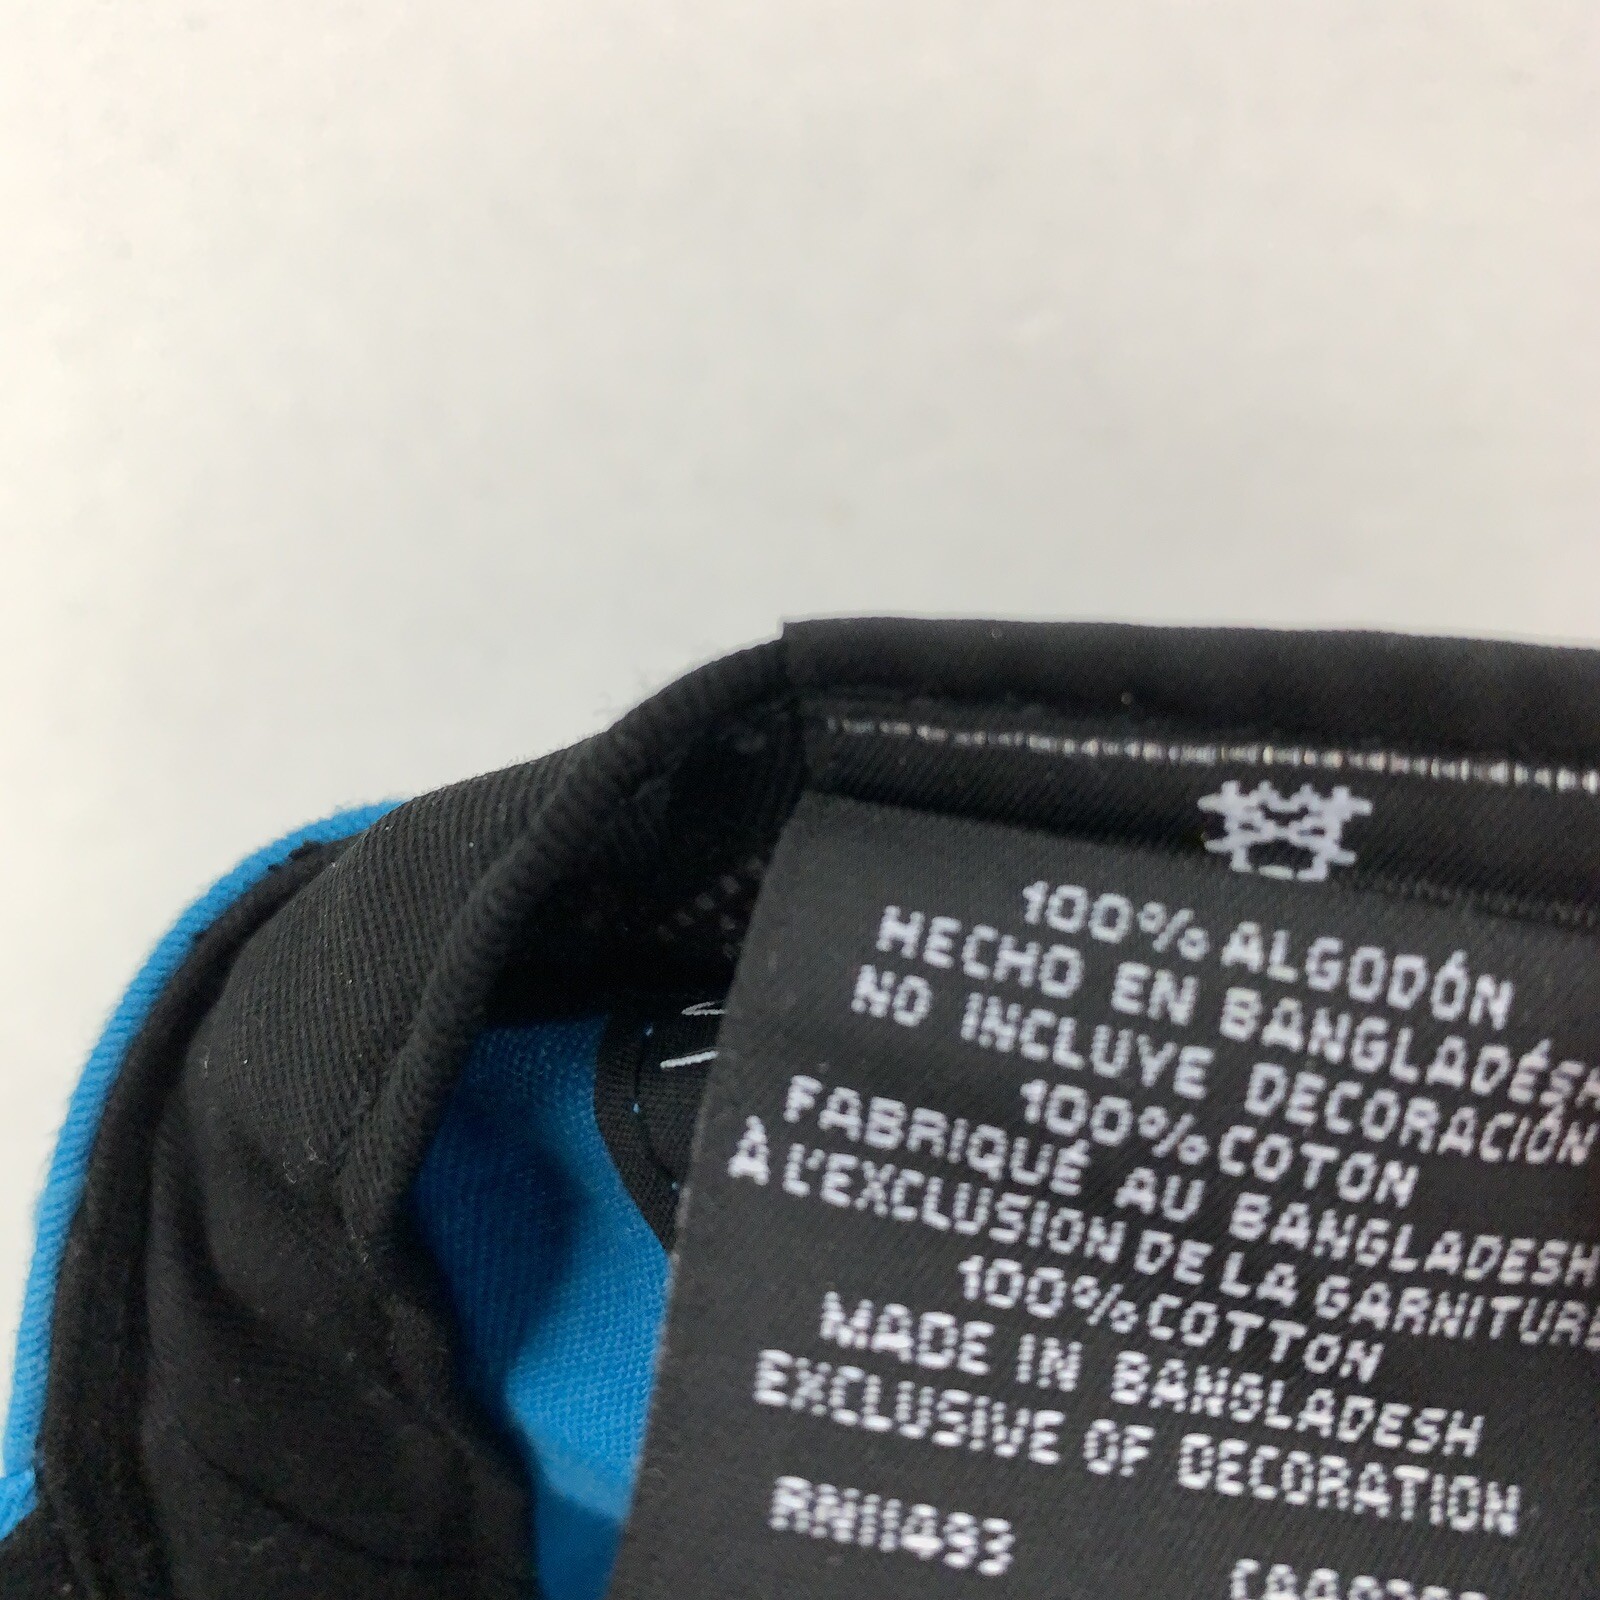 100% ALGODÓN
HECHO EN BANGLADÉSH
NO INCLUYE DECORACIÓN
100% COTON
FABRIQUÉ AU BANGLADESH
À L'EXCLUSION DE LA GARNITURE
100% COTTON
MADE IN BANGLADESH
EXCLUSIVE OF DECORATION
RN11493